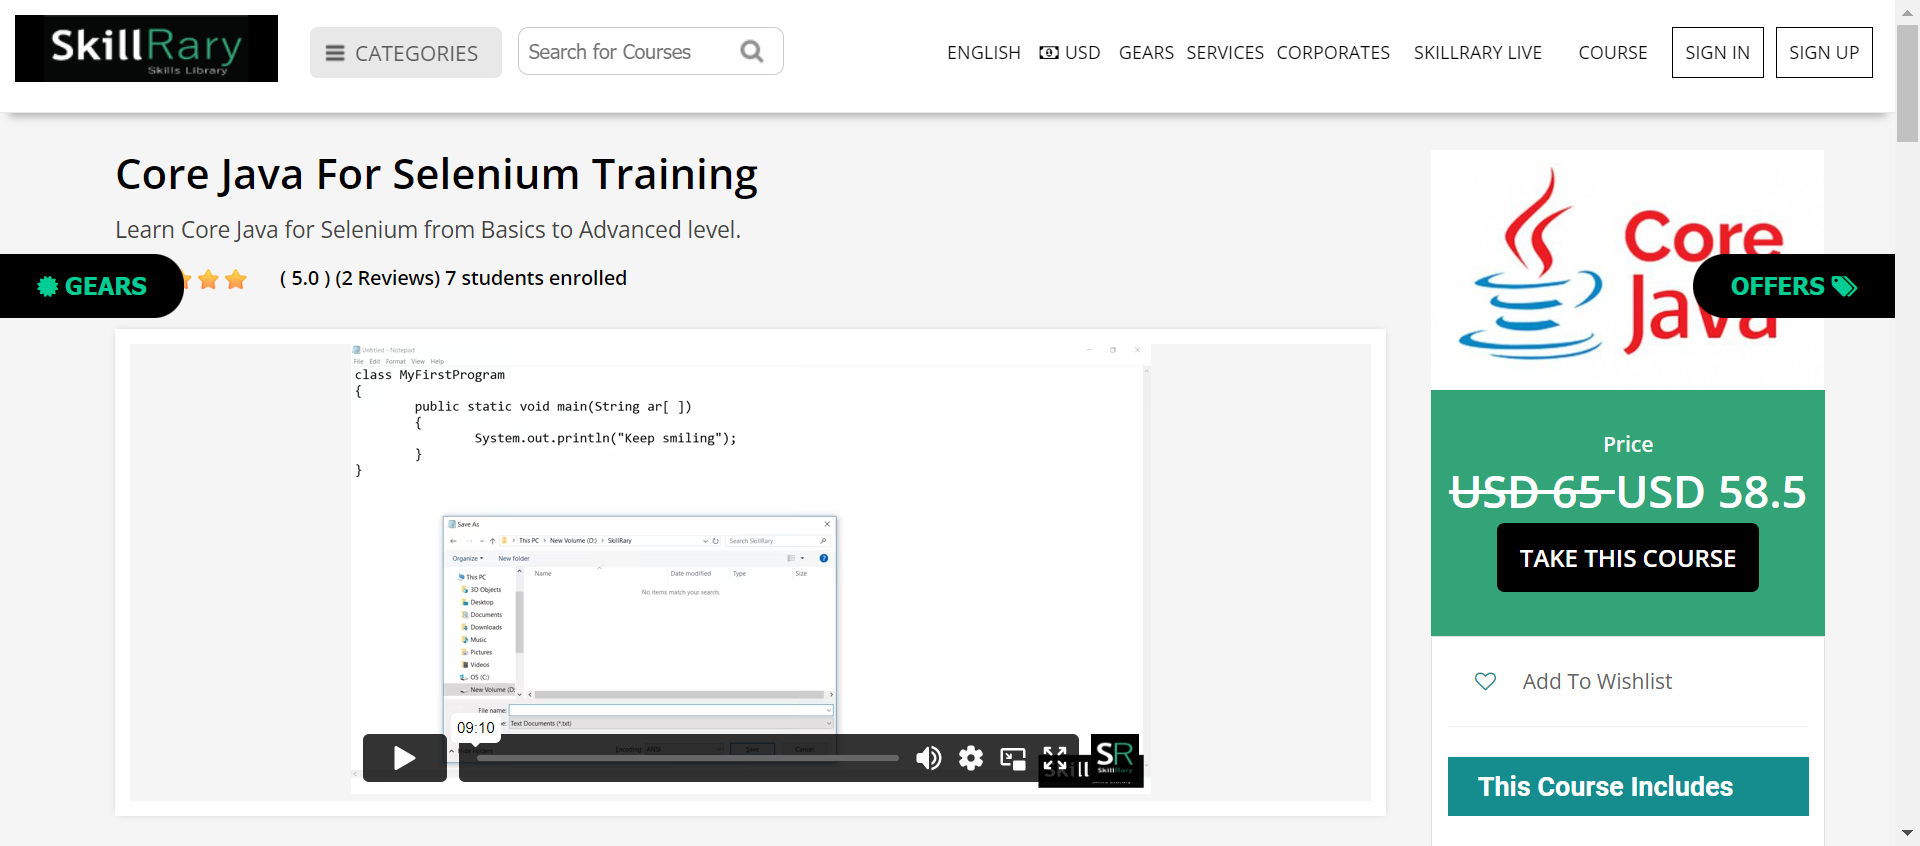 SkillRary
Skills Library
CATEGORIES
Search for Courses
ENGLISH
USD
GEARS
SERVICES
CORPORATES
SKILLRARY LIVE
COURSE
SIGN IN
SIGN UP
Core Java For Selenium Training
Learn Core Java for Selenium from Basics to Advanced level.
GEARS
( 5.0 ) (2 Reviews) 7 students enrolled
Untitled - Notepad
File Edit Format View Help
class MyFirstProgram
{
public static void main(String ar[ ])
{
System.out.println("Keep smiling");
}
}
Save As
This PC > New Volume (D:) > SkillRary
Search SkillRary
Organize
New folder
Name
Date modified
Type
Size
No items match your search.
This PC
3D Objects
Desktop
Documents
Downloads
Music
Pictures
Videos
OS (C:)
New Volume (D:
File name:
Text Documents (*.txt)
Hide Folders
Encoding: ANSI
Save
Cancel
09:10
Skill
SR
SkillRary
Core
Java
OFFERS
Price
USD 65 USD 58.5
TAKE THIS COURSE
Add To Wishlist
This Course Includes